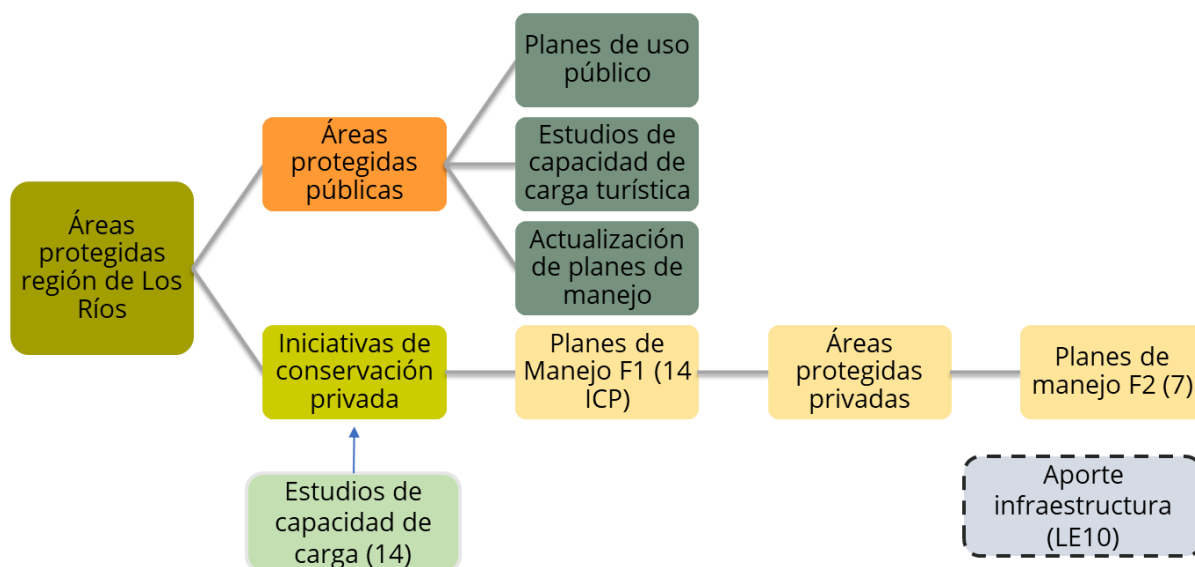 Planes de uso
público
Áreas
protegidas
públicas
Estudios de
capacidad de
carga turística
Áreas
protegidas
región de Los
Ríos
Actualización
de planes de
manejo
Iniciativas de
conservación
privada
Planes de
Manejo F1 (14
ICP)
Áreas
protegidas
privadas
Planes de
manejo F2 (7)
Estudios de
capacidad de
carga (14)
Aporte
infraestructura
(LE10)